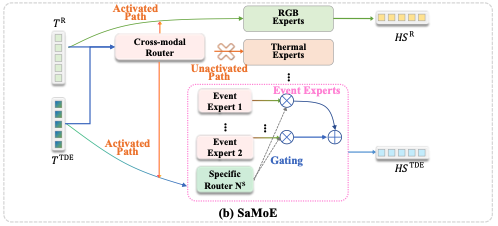 T^R
Activated
Path
Cross-modal
Router
RGB
Experts
HS^R
Unactivated
Path
Thermal
Experts
...
Event Experts
Event
Expert 1
... ...
Event
Expert 2
Gating
Specific
Router N^s
T^TDE
Activated
Path
HS^TDE
(b) SaMoE